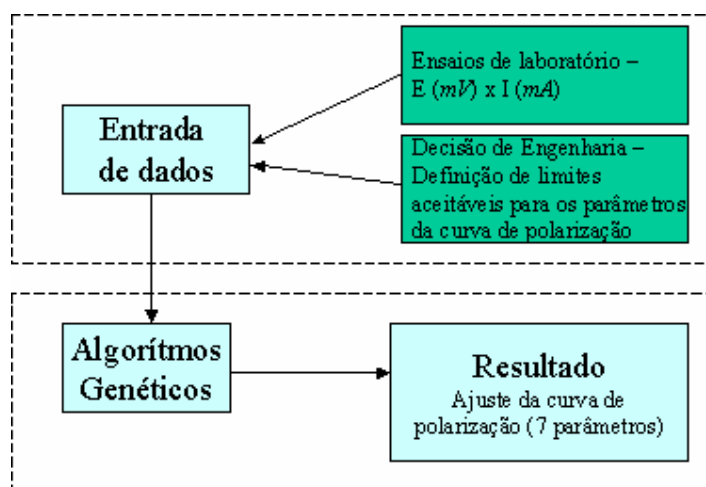 Ensaios de laboratório –
E (mV) x I (mA)
Entrada
de dados
Decisão de Engenharia –
Definição de limites
aceitáveis para os parâmetros
da curva de polarização
Algorítmos
Genéticos
Resultado
Ajuste da curva de
polarização (7 parâmetros)